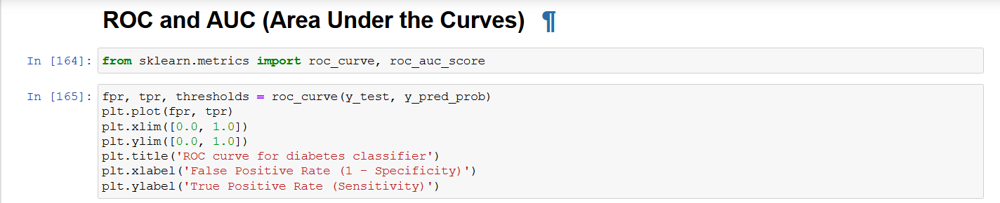 ROC and AUC (Area Under the Curves) ¶
In [164]: from sklearn.metrics import roc_curve, roc_auc_score
In [165]: fpr, tpr, thresholds = roc_curve(y_test, y_pred_prob)
plt.plot(fpr, tpr)
plt.xlim([0.0, 1.0])
plt.ylim([0.0, 1.0])
plt.title('ROC curve for diabetes classifier')
plt.xlabel('False Positive Rate (1 - Specificity)')
plt.ylabel('True Positive Rate (Sensitivity)')